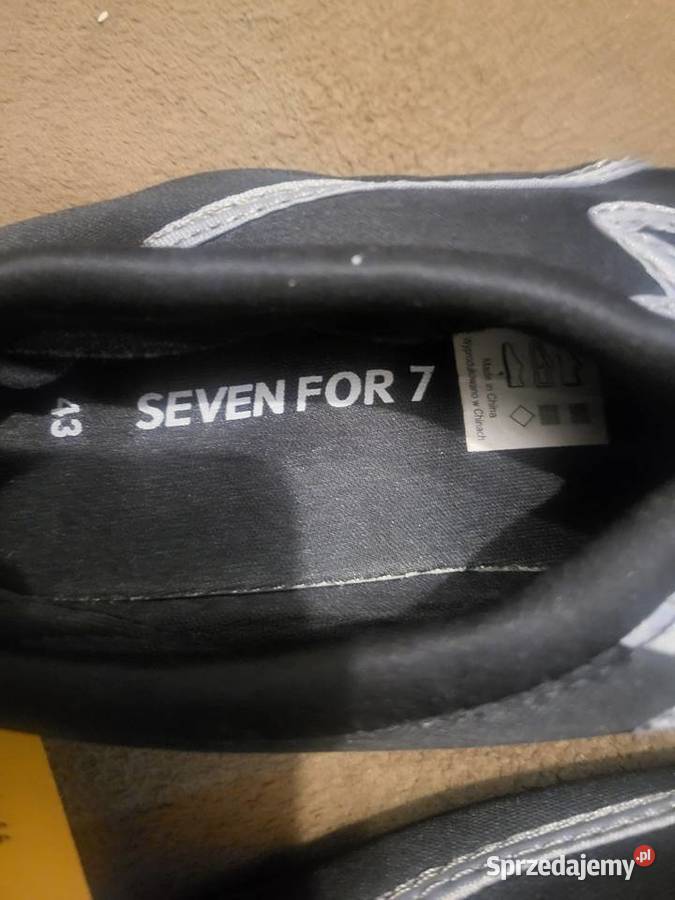 43
SEVEN FOR 7
Made in China
Wyprodukowano w Chinach
Sprzedajemy.pl